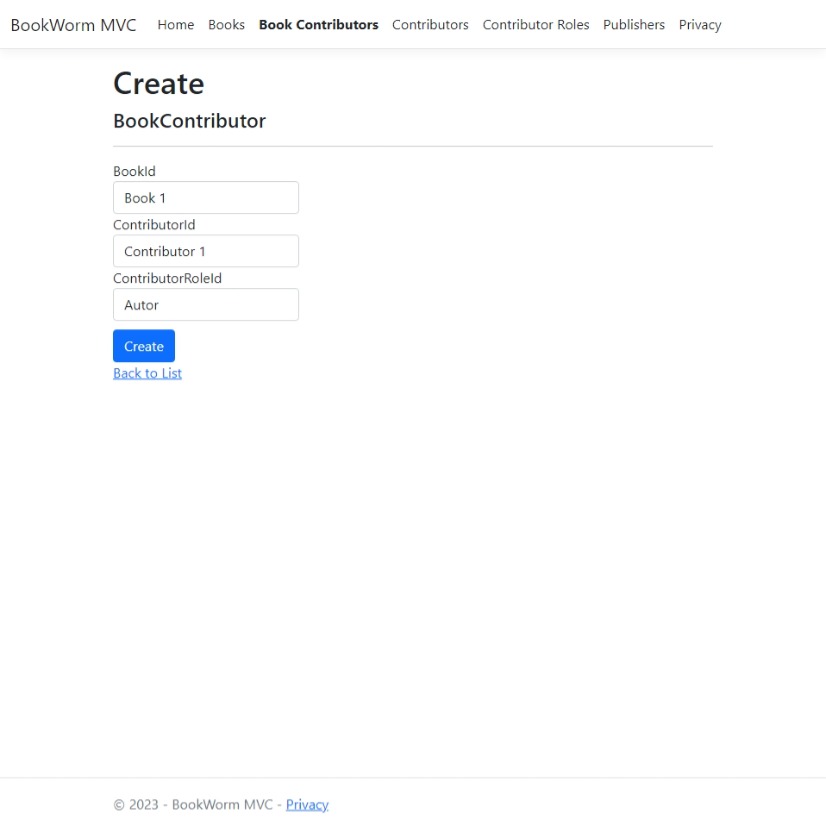 BookWorm MVC Home Books Book Contributors Contributors Contributor Roles Publishers Privacy
Create
BookContributor
BookId
Book 1
ContributorId
Contributor 1
ContributorRoleId
Autor
Create
Back to List
© 2023 - BookWorm MVC - Privacy